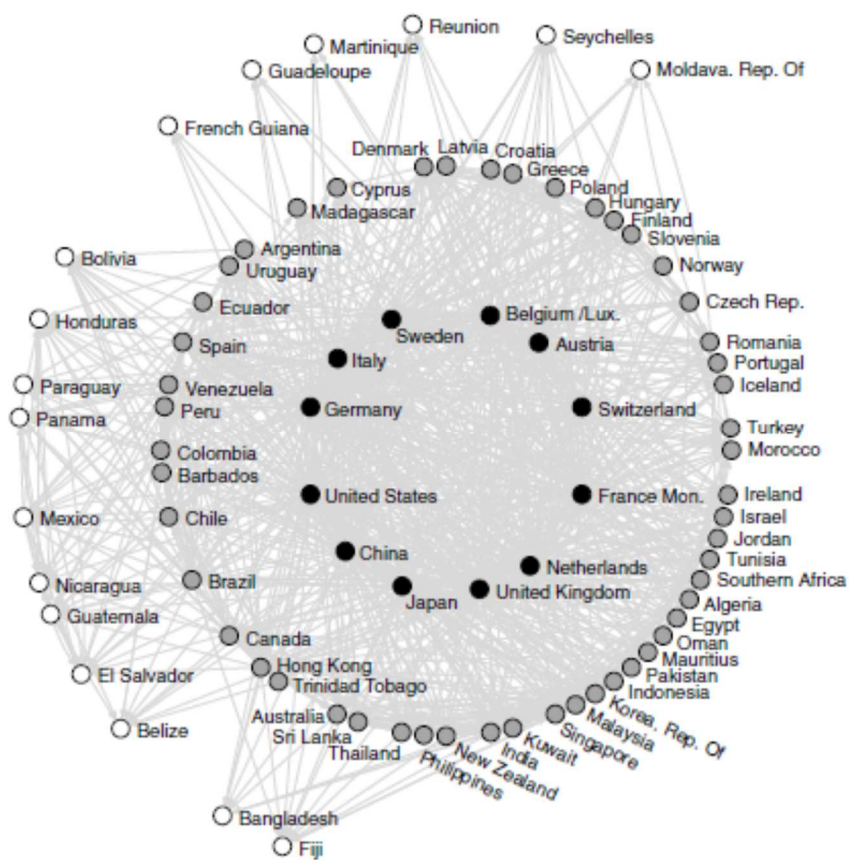 Reunion
Martinique
Seychelles
Guadeloupe
Moldava. Rep. Of
French Guiana
Denmark
Latvia
Croatia
Greece
Cyprus
Poland
Madagascar
Hungary
Finland
Slovenia
Argentina
Bolivia
Uruguay
Norway
Ecuador
Czech Rep.
Honduras
Belgium /Lux.
Sweden
Austria
Romania
Spain
Italy
Portugal
Paraguay
Venezuela
Iceland
Panama
Peru
Germany
Switzerland
Turkey
Colombia
Morocco
Barbados
United States
France Mon.
Ireland
Mexico
Chile
Israel
Jordan
China
Tunisia
Netherlands
Nicaragua
Brazil
Southern Africa
United Kingdom
Japan
Algeria
Guaternala
Egypt
Canada
Oman
Mauritius
El Salvador
Hong Kong
Pakistan
Trinidad Tobago
Indonesia
Korea. Rep. Of
Australia
Malaysia
Belize
Sri Lanka
Singapore
Thailand
Kuwait
India
New Zealand
Philippines
Bangladesh
Fiji